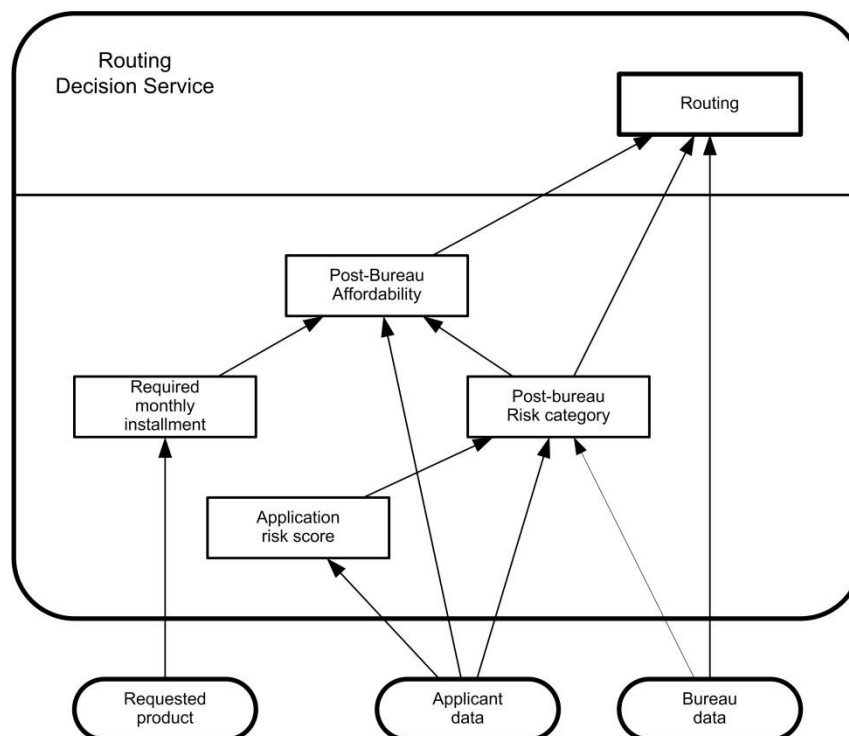 Routing
Decision Service
Routing
Post-Bureau
Affordability
Required
monthly
installment
Post-bureau
Risk category
Application
risk score
Requested
product
Applicant
data
Bureau
data